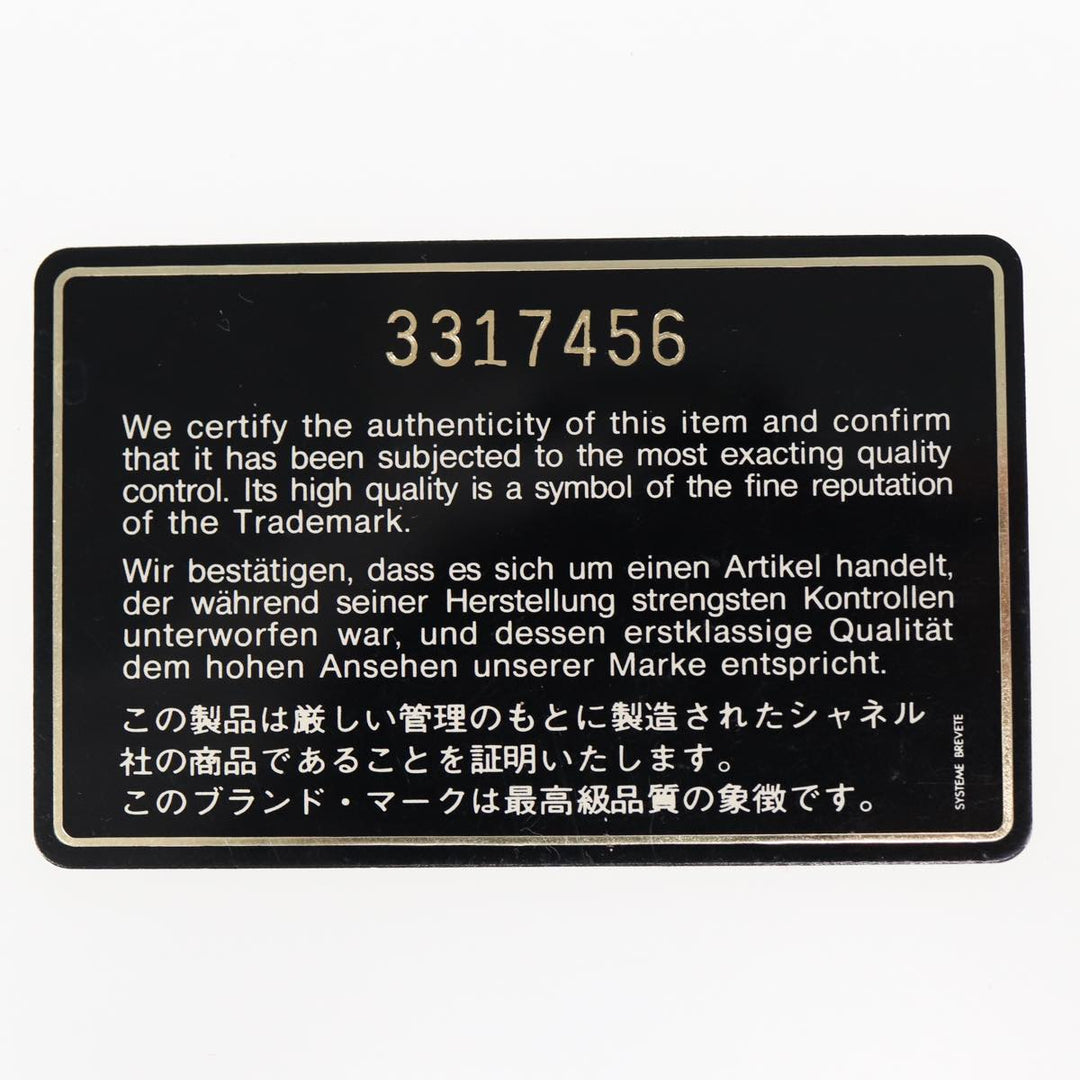 3317456
We certify the authenticity of this item and confirm
that it has been subjected to the most exacting quality
control. Its high quality is a symbol of the fine reputation
of the Trademark.
Wir bestätigen, dass es sich um einen Artikel handelt,
der während seiner Herstellung strengsten Kontrollen
unterworfen war, und dessen erstklassige Qualität
dem hohen Ansehen unserer Marke entspricht.
この製品は厳しい管理のもとに製造されたシャネル
社の商品であることを証明いたします。
このブランド・マークは最高級品質の象徴です。
SYSTEME BREVETE